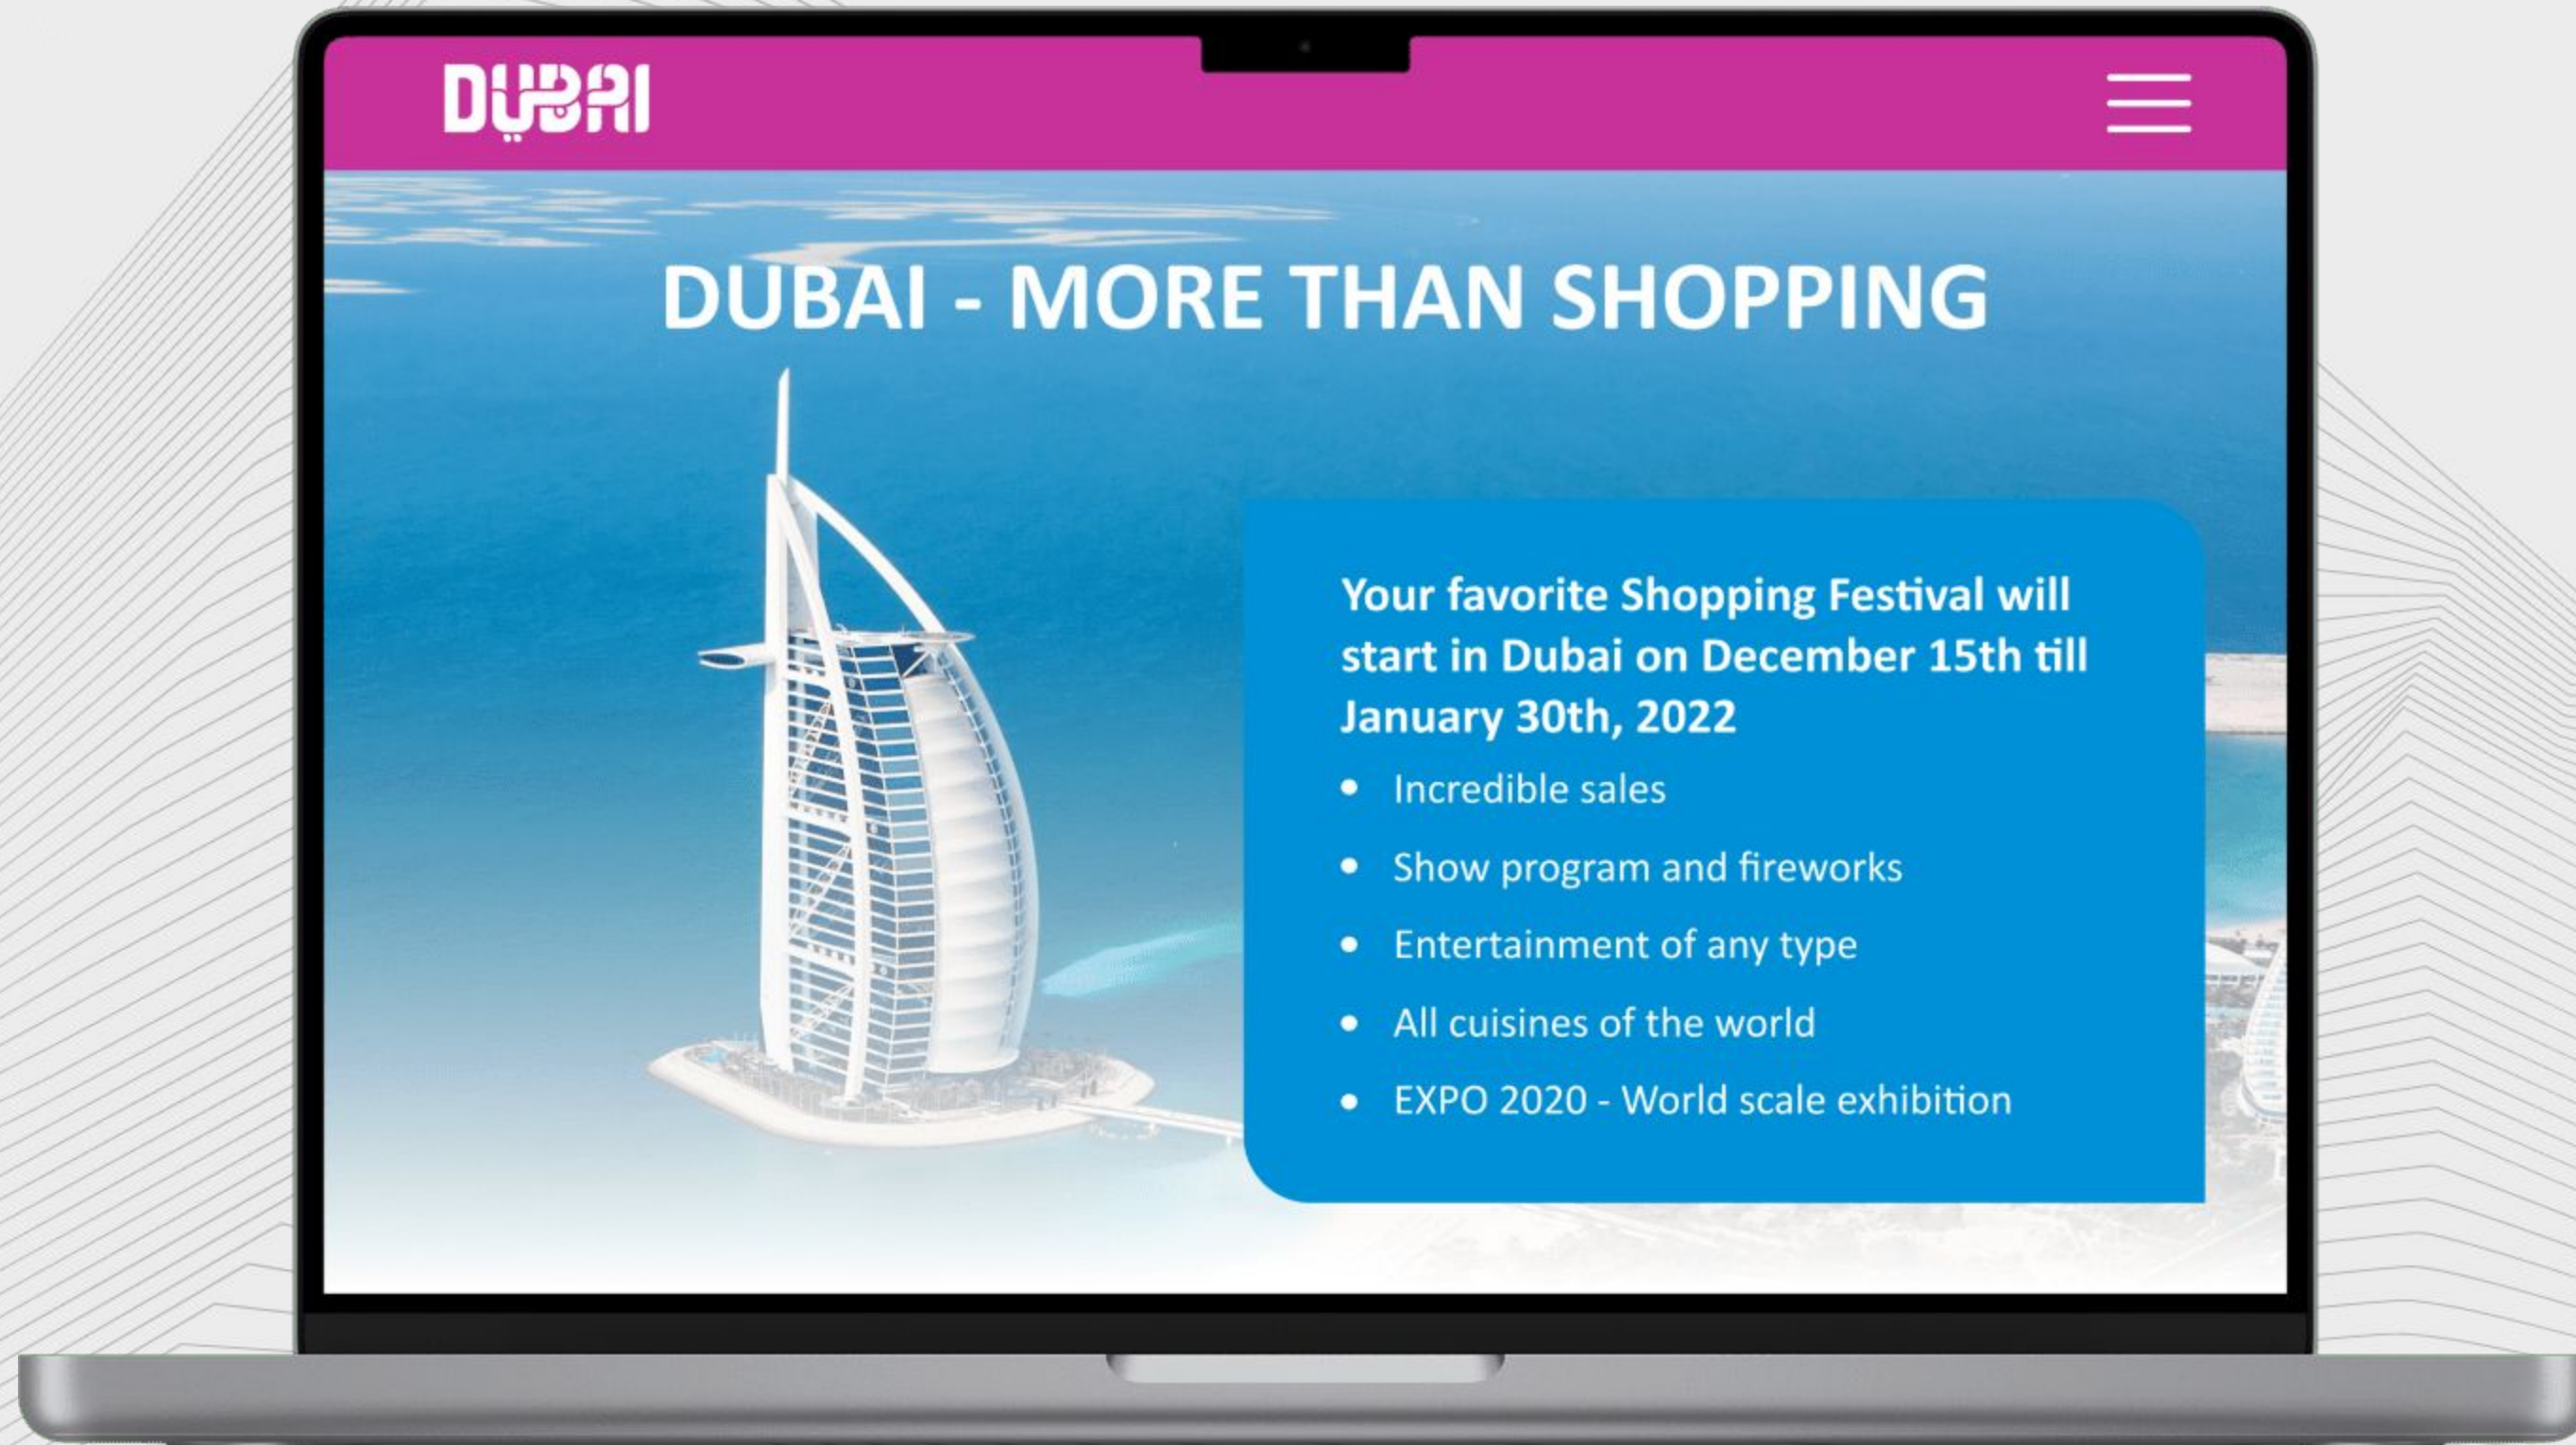 DUBAI
DUBAI - MORE THAN SHOPPING
Your favorite Shopping Festival will
start in Dubai on December 15th till
January 30th, 2022
• Incredible sales
• Show program and fireworks
• Entertainment of any type
• All cuisines of the world
• EXPO 2020 - World scale exhibition